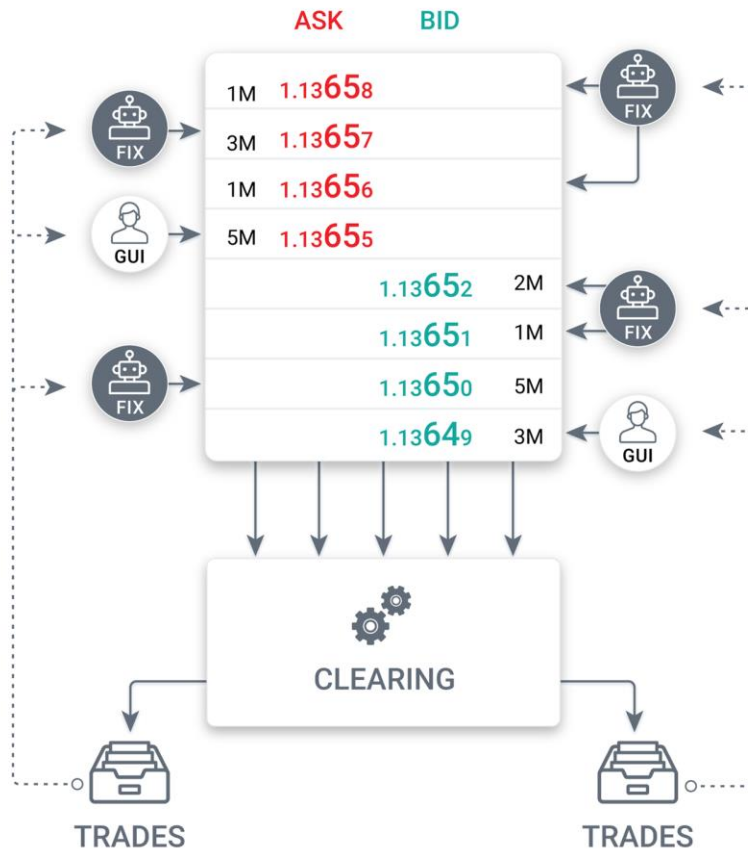 ASK BID
1M 1.13658
FIX
FIX
3M 1.13657
1M 1.13656
GUI
5M 1.13655
1.13652 2M
FIX
1.13651 1M
FIX
1.13650 5M
1.13649 3M
GUI
CLEARING
TRADES TRADES